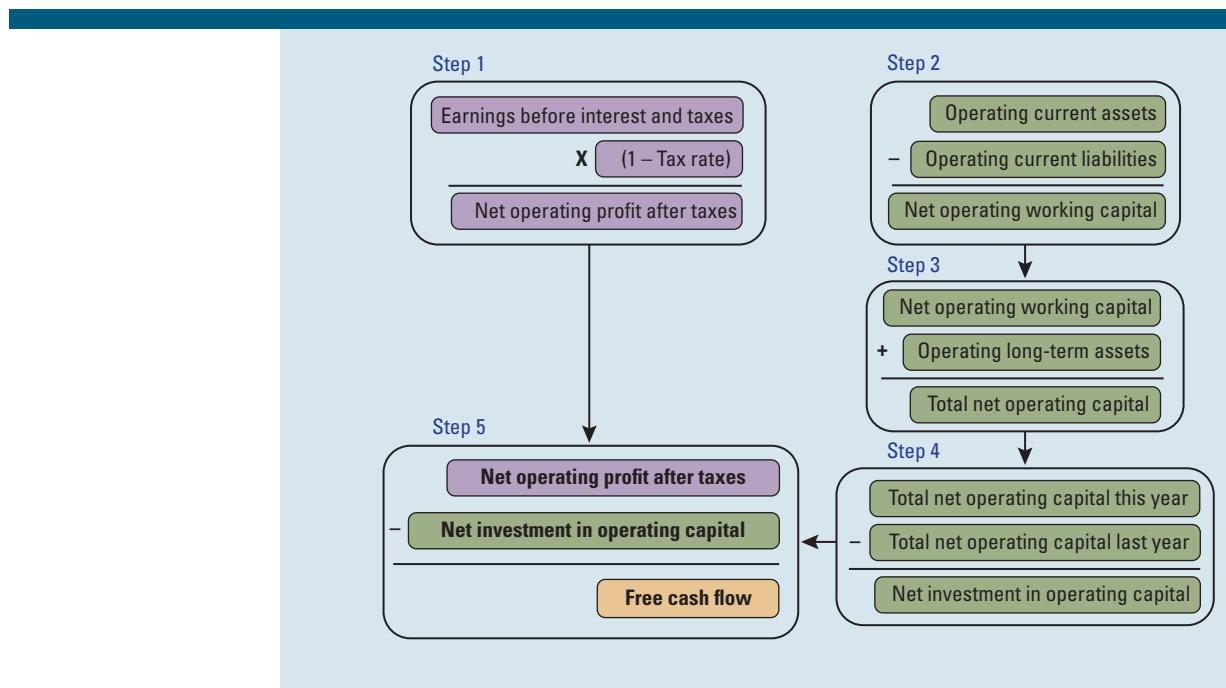 Step 1
Earnings before interest and taxes
X (1 – Tax rate)
Net operating profit after taxes
Step 2
Operating current assets
– Operating current liabilities
Net operating working capital
Step 3
Net operating working capital
+ Operating long-term assets
Total net operating capital
Step 4
Total net operating capital this year
– Total net operating capital last year
Net investment in operating capital
Step 5
Net operating profit after taxes
– Net investment in operating capital
Free cash flow